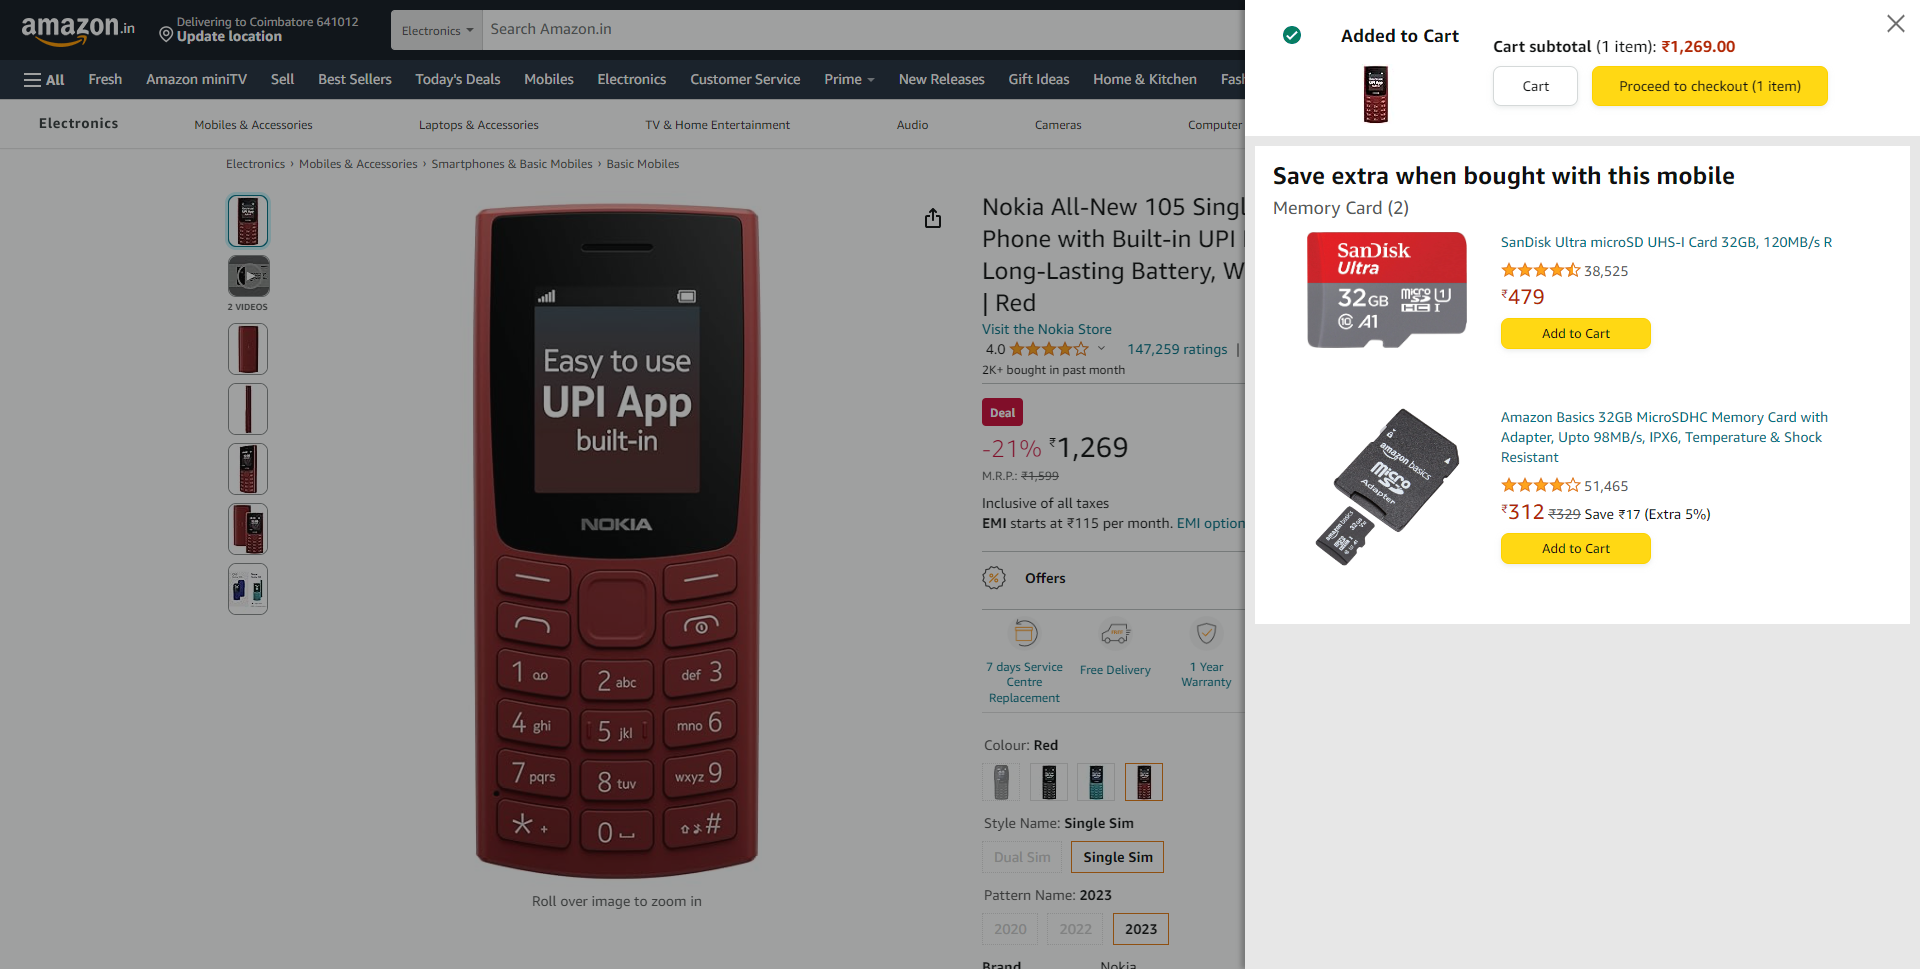 amazon.in
Delivering to Coimbatore 641012
Update location
Electronics
Search Amazon.in
All
Fresh
Amazon miniTV
Sell
Best Sellers
Today's Deals
Mobiles
Electronics
Customer Service
Prime
New Releases
Gift Ideas
Home & Kitchen
Fash
Electronics
Mobiles & Accessories
Laptops & Accessories
TV & Home Entertainment
Audio
Cameras
Computer
Electronics › Mobiles & Accessories › Smartphones & Basic Mobiles › Basic Mobiles
2 VIDEOS
Easy to use
UPI App
built-in
NOKIA
1
2 abc
def 3
4 ghi
5 jkl
mno 6
7 pqrs
8 tuv
wxyz 9
* +
0
#
Roll over image to zoom in
Nokia All-New 105 Singl
Phone with Built-in UPI
Long-Lasting Battery, W
| Red
Visit the Nokia Store
4.0
147,259 ratings |
2K+ bought in past month
Deal
-21% ₹1,269
M.R.P.: ₹1,599
Inclusive of all taxes
EMI starts at ₹115 per month. EMI option
Offers
7 days Service
Centre
Replacement
Free Delivery
1 Year
Warranty
Colour: Red
Style Name: Single Sim
Dual Sim
Single Sim
Pattern Name: 2023
2020
2022
2023
Brand
Nokia
Added to Cart
Cart subtotal (1 item): ₹1,269.00
Cart
Proceed to checkout (1 item)
Save extra when bought with this mobile
Memory Card (2)
SanDisk
Ultra
32GB
micro SD HC I
U1
10 A1
SanDisk Ultra microSD UHS-I Card 32GB, 120MB/s R
38,525
₹479
Add to Cart
amazon basics
micro SD
Adapter
Amazon Basics 32GB MicroSDHC Memory Card with
Adapter, Upto 98MB/s, IPX6, Temperature & Shock
Resistant
51,465
₹312 ₹329 Save ₹17 (Extra 5%)
Add to Cart